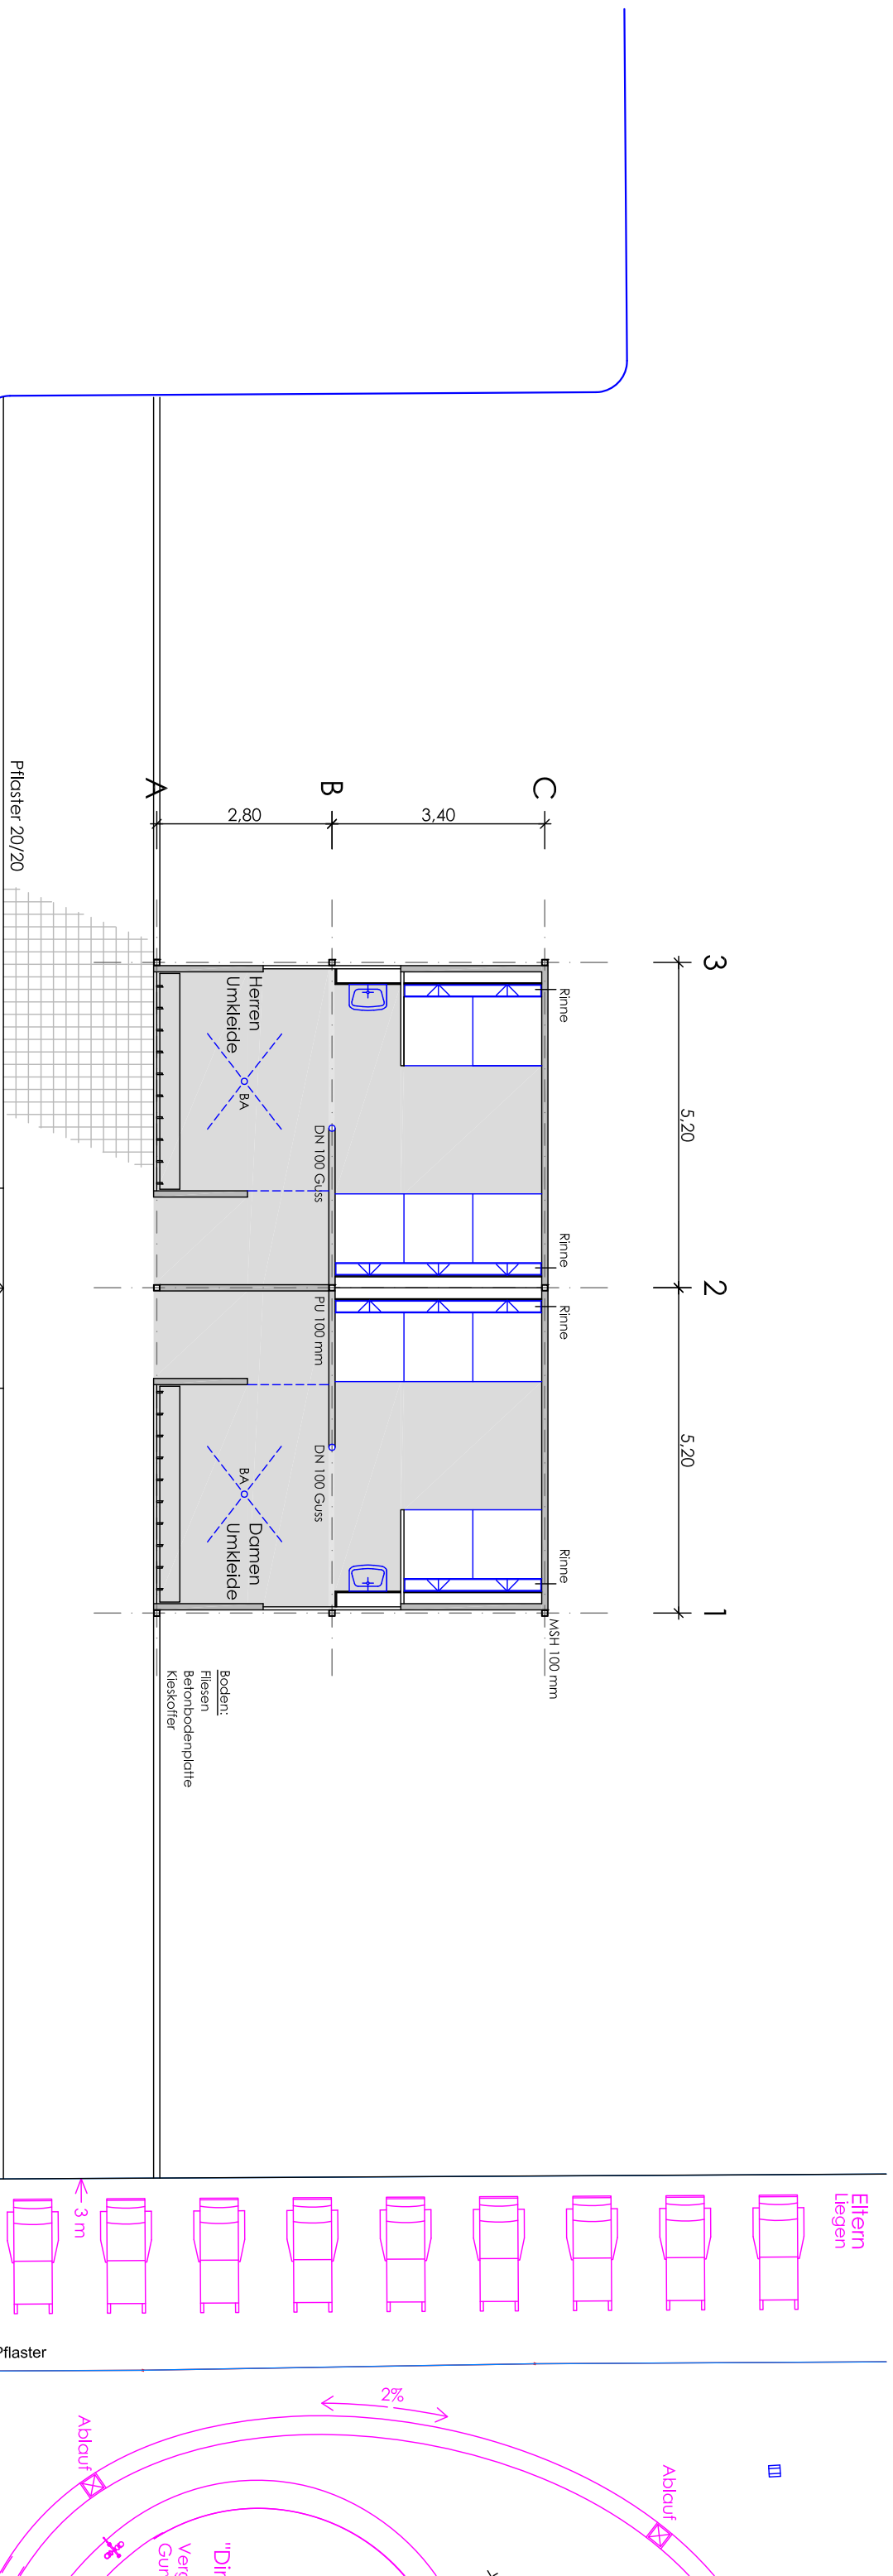 Pflaster 20/20
A
B
C
2,80
3,40
3
2
1
5,20
5,20
Rinne
Rinne
Rinne
Rinne
Herren
Umkleide
BA
DN 100 Guss
PU 100 mm
DN 100 Guss
BA
Damen
Umkleide
MSH 100 mm
Boden:
Fliesen
Betonbodenplatte
Kieskoffer
Eltern
Liegen
3 m
Pflaster
2%
Ablauf
Ablauf